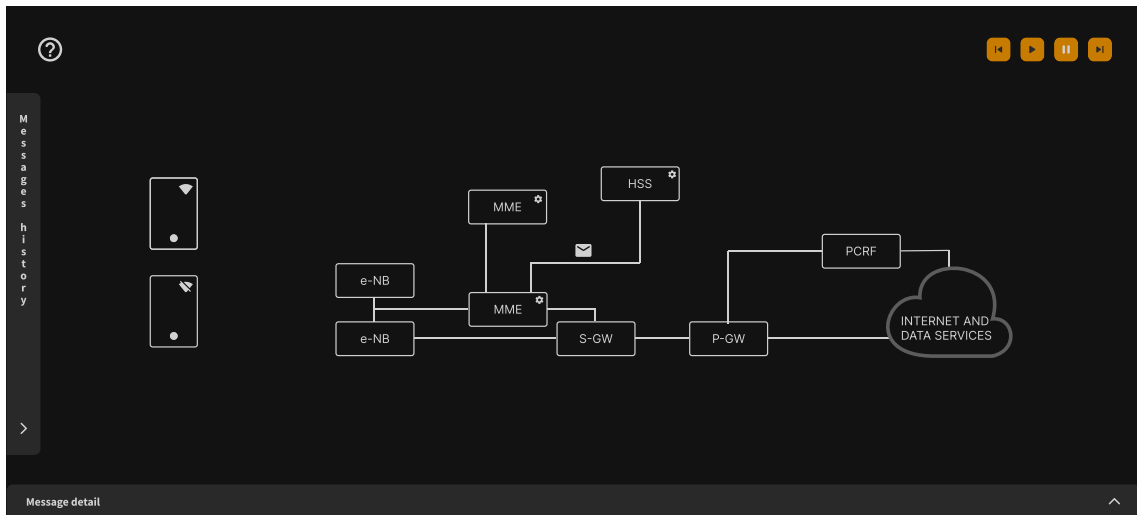 ?
Messages history
HSS
MME
PCRF
e-NB
MME
INTERNET AND
DATA SERVICES
e-NB
S-GW
P-GW
Message detail